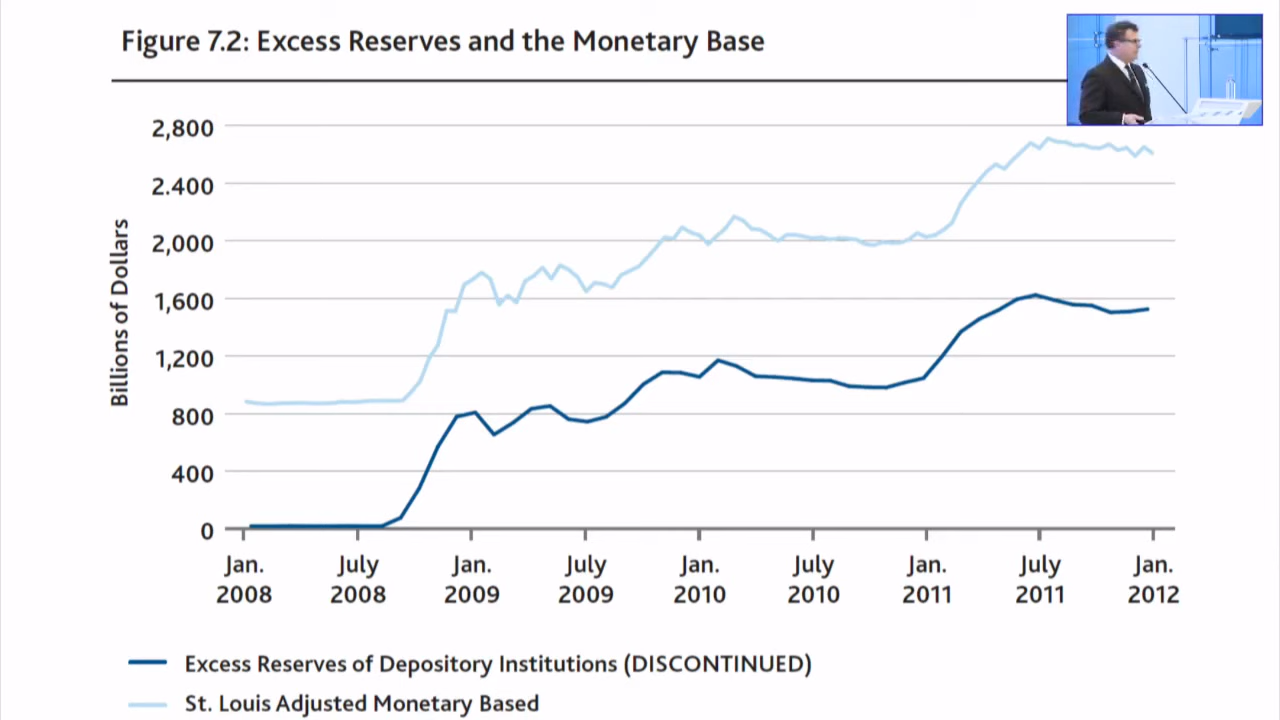 Figure 7.2: Excess Reserves and the Monetary Base
Billions of Dollars
2,800
2.400
2,000
1,600
1,200
800
400
0
Jan. 2008
July 2008
Jan. 2009
July 2009
Jan. 2010
July 2010
Jan. 2011
July 2011
Jan. 2012
Excess Reserves of Depository Institutions (DISCONTINUED)
St. Louis Adjusted Monetary Based